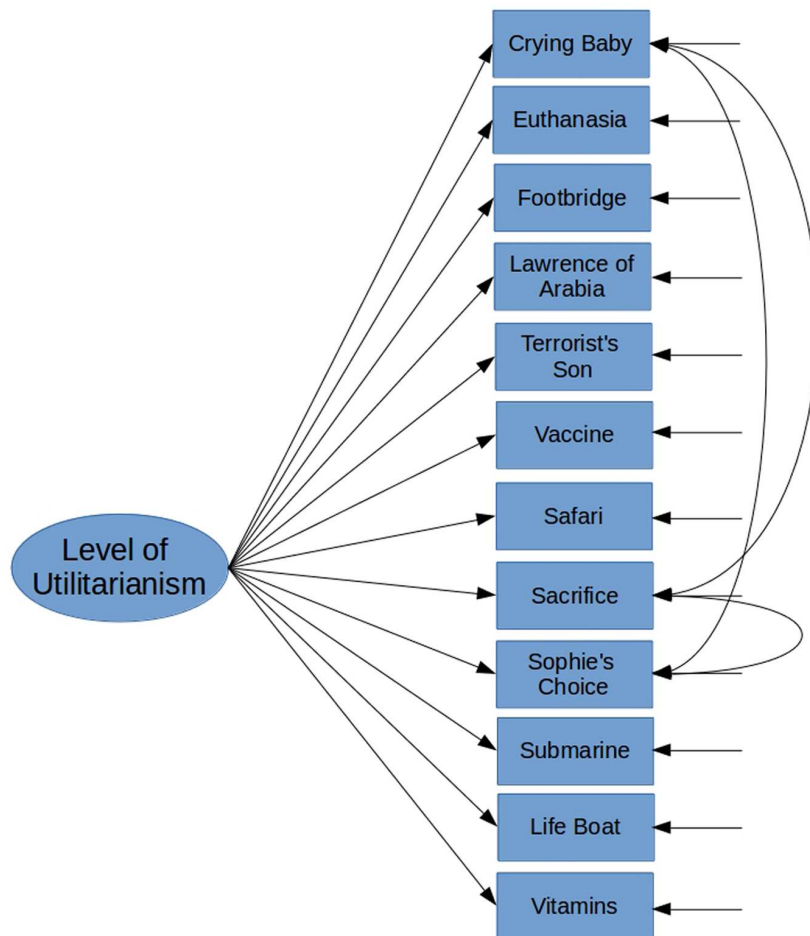 Crying Baby
Euthanasia
Footbridge
Lawrence of
Arabia
Terrorist's
Son
Vaccine
Safari
Level of
Utilitarianism
Sacrifice
Sophie's
Choice
Submarine
Life Boat
Vitamins